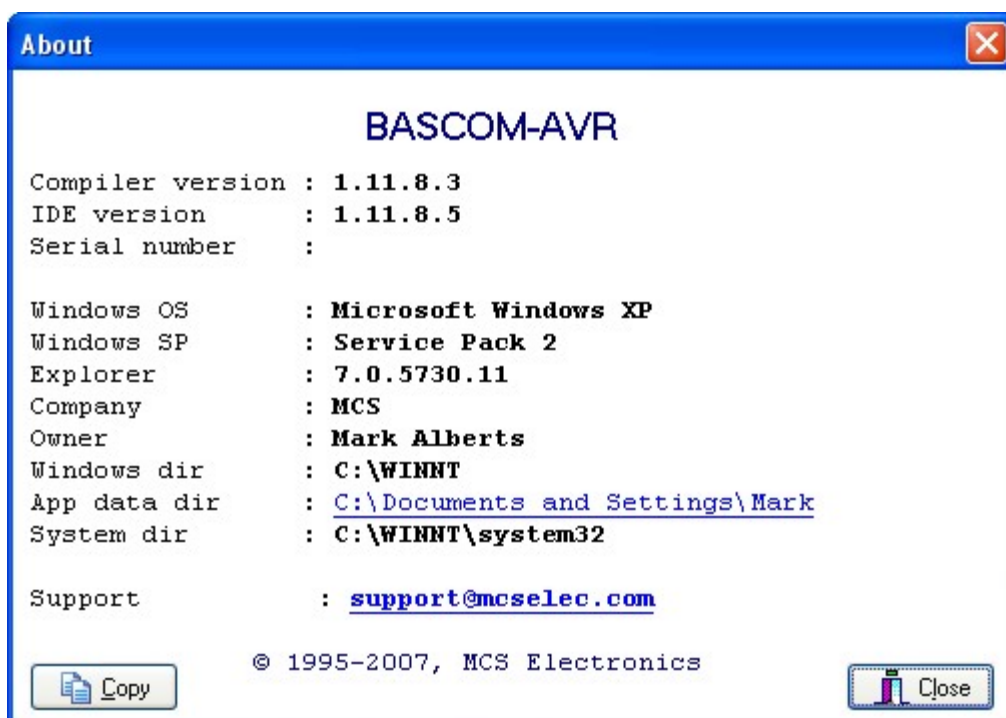 About
BASCOM-AVR
Compiler version : 1.11.8.3
IDE version : 1.11.8.5
Serial number :
Windows OS : Microsoft Windows XP
Windows SP : Service Pack 2
Explorer : 7.0.5730.11
Company : MCS
Owner : Mark Alberts
Windows dir : C:\WINNT
App data dir : C:\Documents and Settings\Mark
System dir : C:\WINNT\system32
Support : support@mcselec.com
© 1995-2007, MCS Electronics
Copy Close